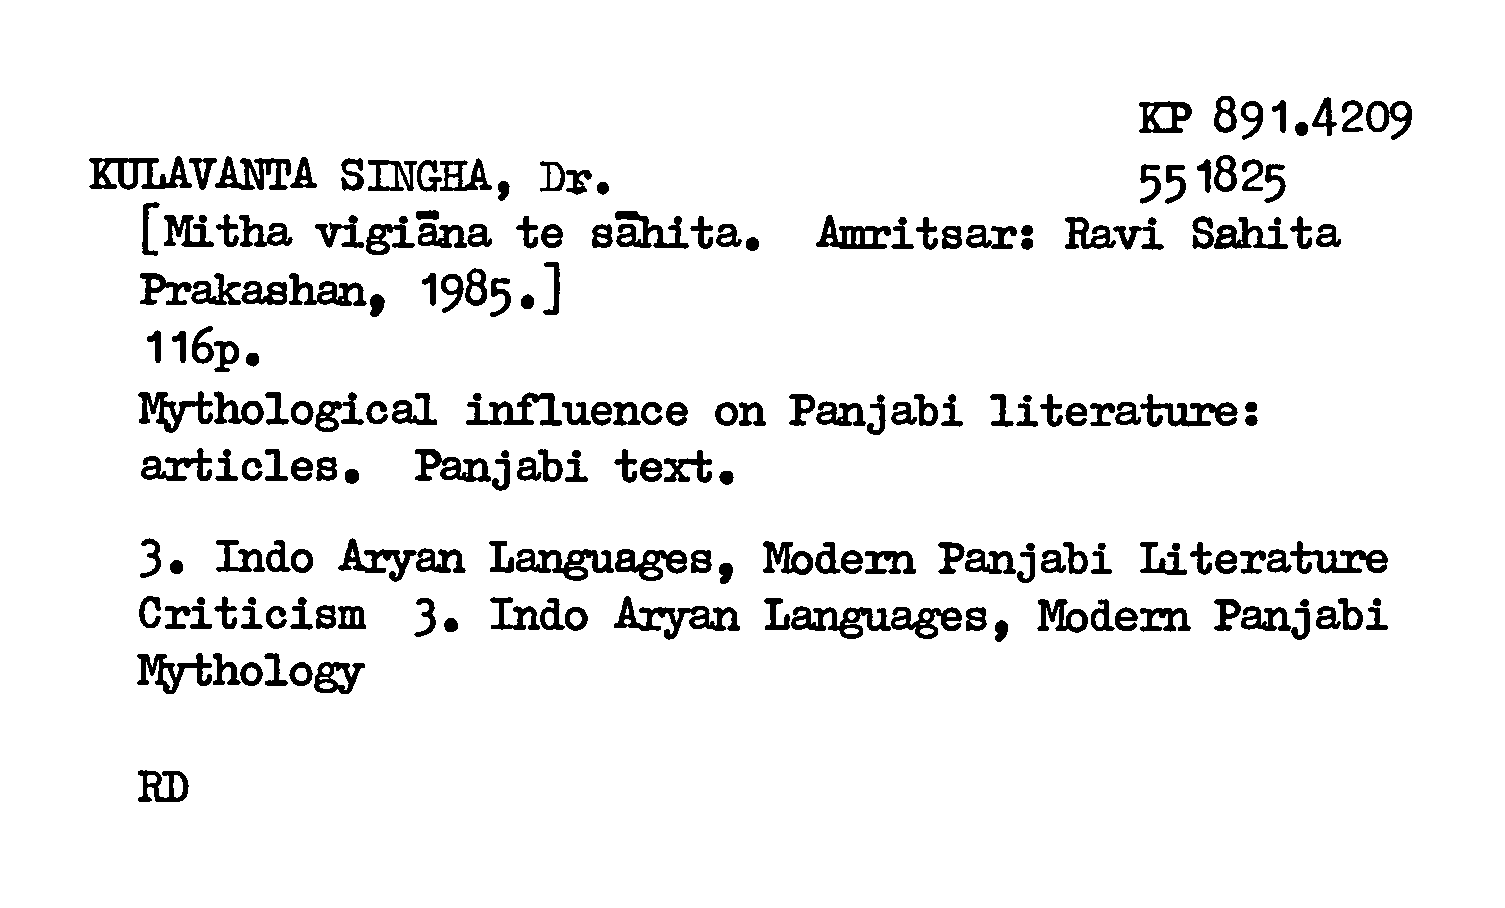 KP 891.4209
KULAVANTA SINGHA, Dr.
551825
[Mitha vigiāna te sāhita. Amritsar: Ravi Sahita
Prakashan, 1985.]
116p.
Mythological influence on Panjabi literature:
articles. Panjabi text.
3. Indo Aryan Languages, Modern Panjabi Literature
Criticism 3. Indo Aryan Languages, Modern Panjabi
Mythology
RD